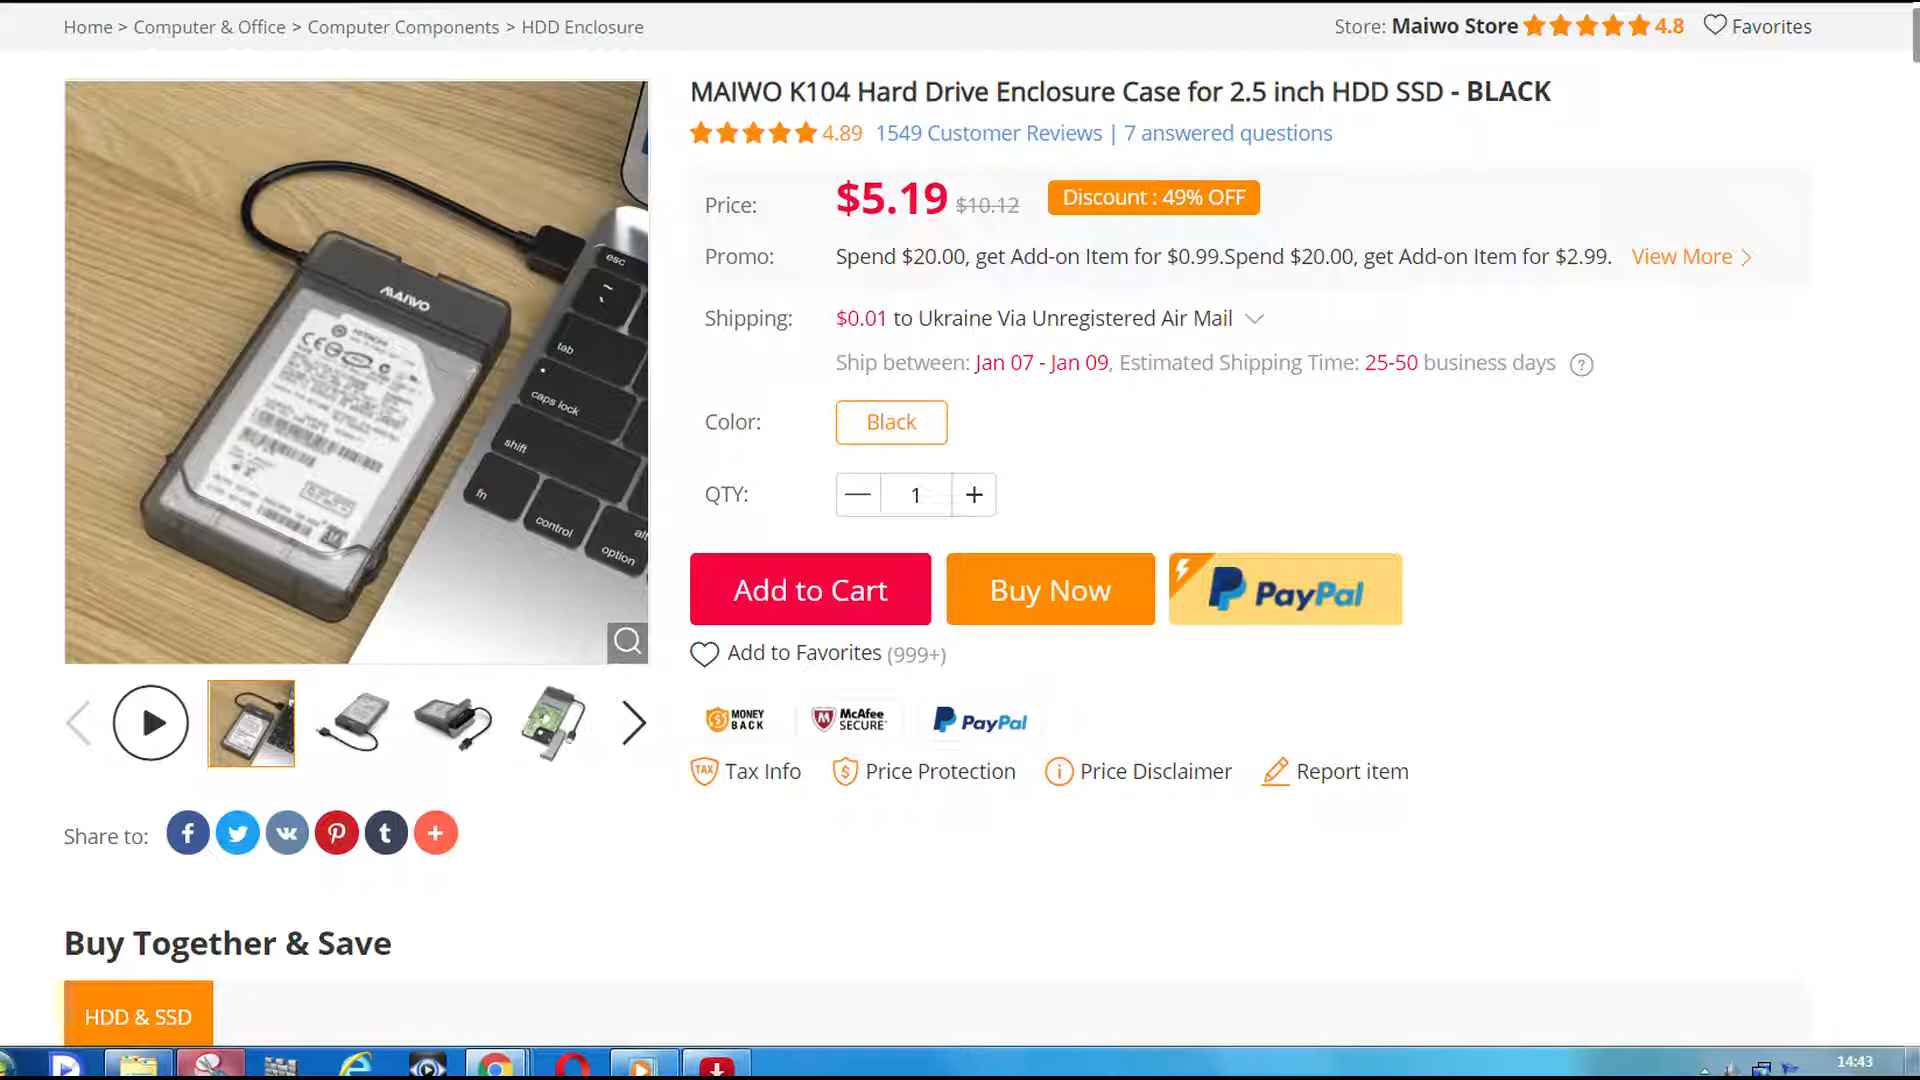 Home > Computer & Office > Computer Components > HDD Enclosure
Store: Maiwo Store 4.8 Favorites
MAIWO K104 Hard Drive Enclosure Case for 2.5 inch HDD SSD - BLACK
4.89 1549 Customer Reviews | 7 answered questions
Price: $5.19 $10.12 Discount : 49% OFF
Promo: Spend $20.00, get Add-on Item for $0.99.Spend $20.00, get Add-on Item for $2.99. View More
Shipping: $0.01 to Ukraine Via Unregistered Air Mail
Ship between: Jan 07 - Jan 09, Estimated Shipping Time: 25-50 business days ?
Color: Black
QTY: — 1 +
Add to Cart Buy Now PayPal
Add to Favorites (999+)
MONEY BACK McAfee SECURE PayPal
TAX Tax Info $ Price Protection i Price Disclaimer Report item
MAIWO
HITACHI
esc
tab
caps lock
shift
fn
control
alt
option
Share to:
Buy Together & Save
HDD & SSD
14:43